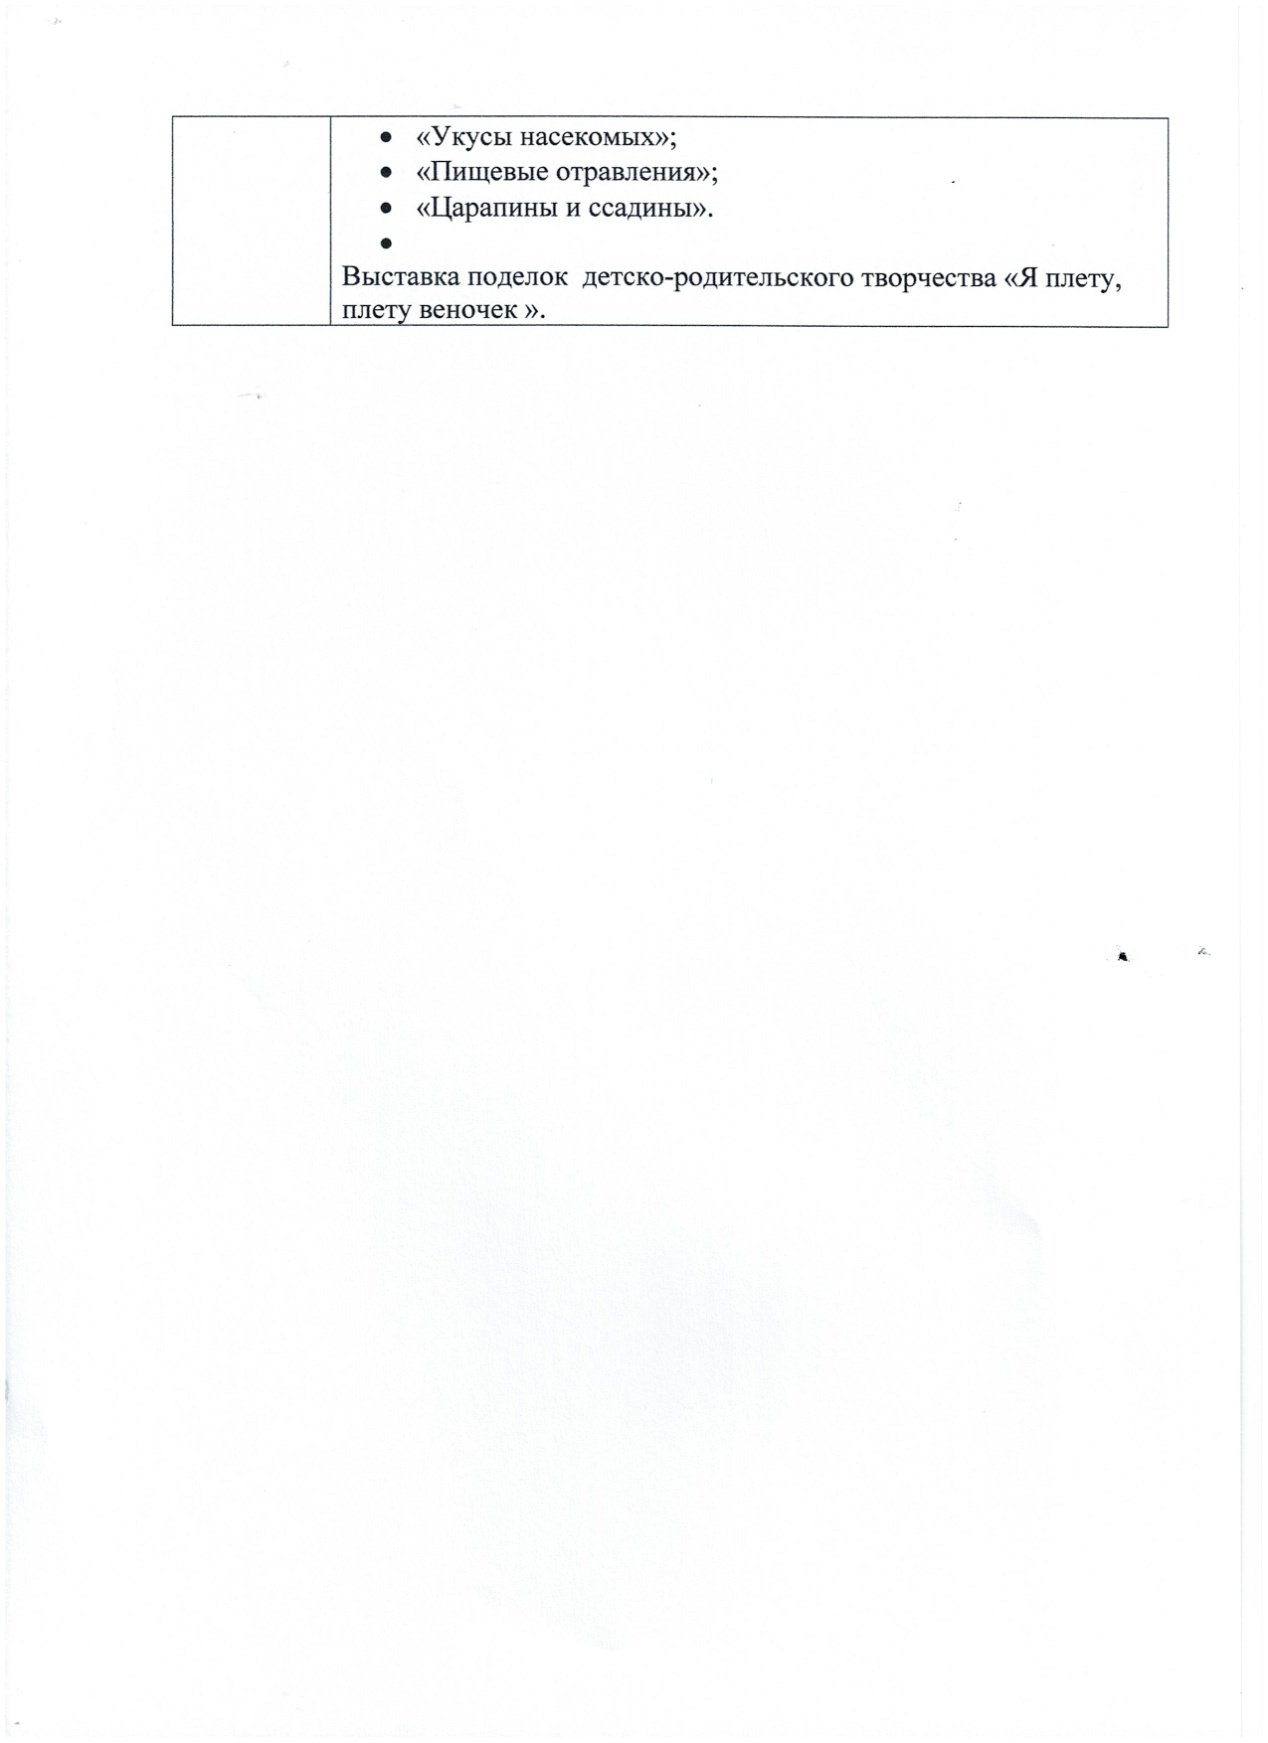 • «Укусы насекомых»;
• «Пищевые отравления»;
• «Царапины и ссадины».
•
Выставка поделок  детско-родительского творчества «Я плету,
плету веночек ».